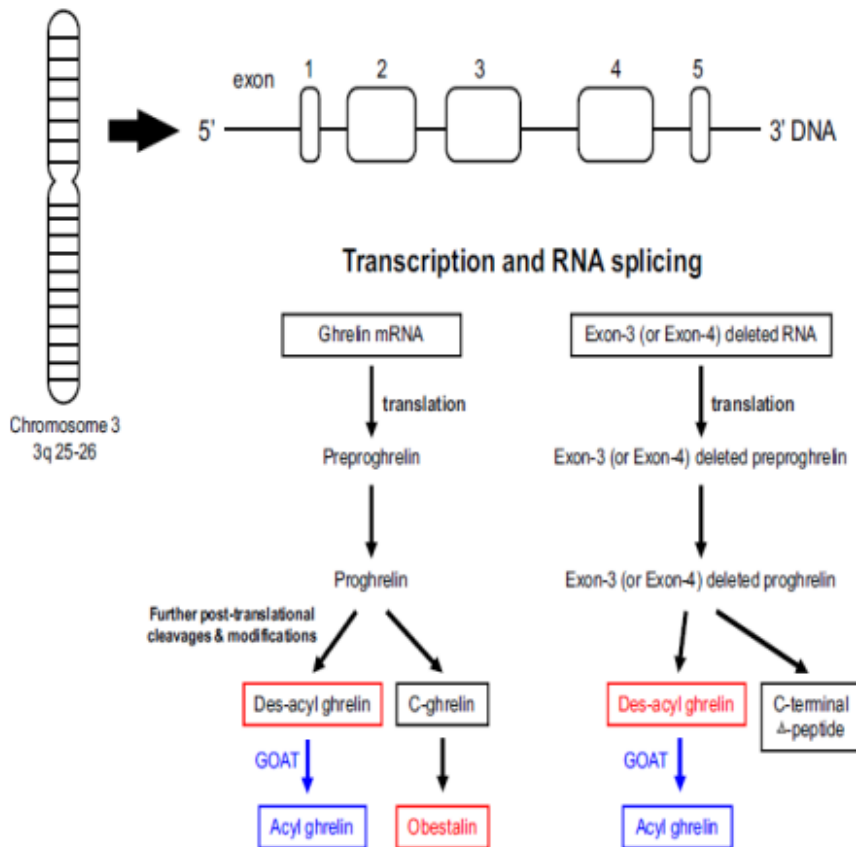 exon 1 2 3 4 5
5' 3' DNA
Transcription and RNA splicing
Chromosome 3
3q 25-26
Ghrelin mRNA
translation
Preproghrelin
Proghrelin
Further post-translational
cleavages & modifications
Des-acyl ghrelin
C-ghrelin
GOAT
Acyl ghrelin
Obestalin
Exon-3 (or Exon-4) deleted RNA
translation
Exon-3 (or Exon-4) deleted preproghrelin
Exon-3 (or Exon-4) deleted proghrelin
Des-acyl ghrelin
C-terminal
Δ-peptide
GOAT
Acyl ghrelin